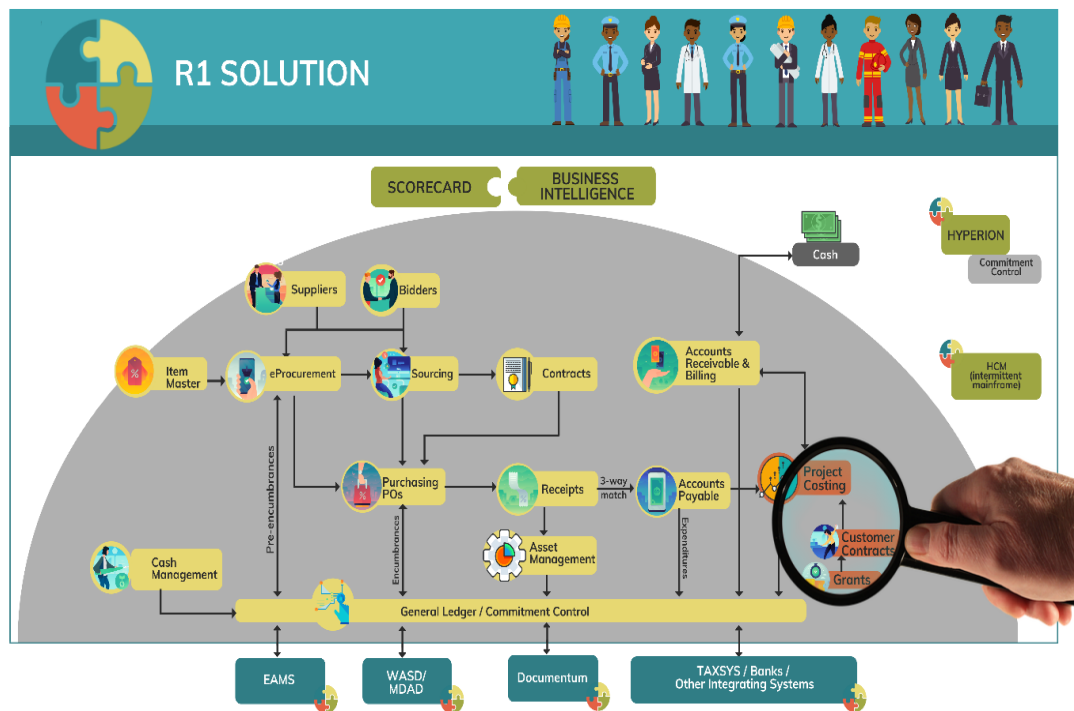 R1 SOLUTION
SCORECARD
BUSINESS
INTELLIGENCE
$
Cash
HYPERION
Commitment
Control
Suppliers
Bidders
Item
Master
eProcurement
Sourcing
Contracts
Accounts
Receivable &
Billing
HCM
(intermittent
mainframe)
Pre-encumbrances
Purchasing
POs
Receipts
3-way
match
Accounts
Payable
Project
Costing
Encumbrances
Asset
Management
Expenditures
Customer
Contracts
Grants
Cash
Management
General Ledger / Commitment Control
EAMS
WASD/
MDAD
Documentum
TAXSYS / Banks /
Other Integrating Systems